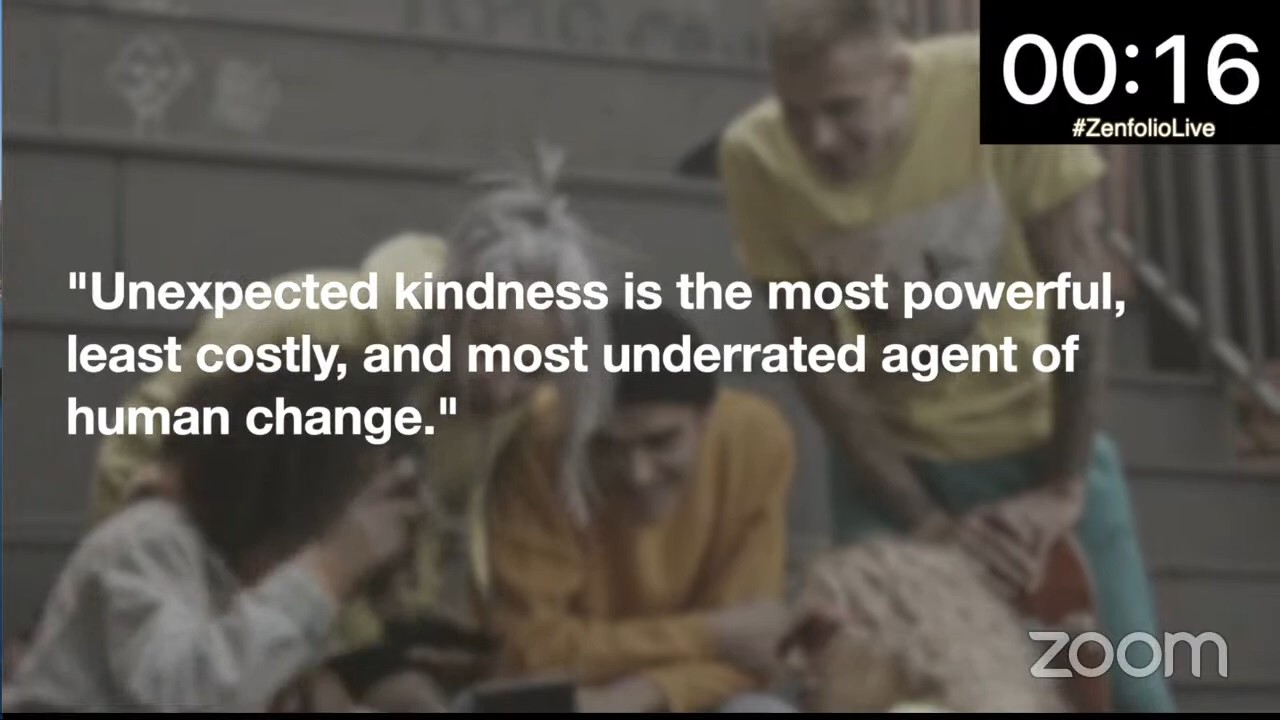 00:16
#ZenfolioLive
"Unexpected kindness is the most powerful,
least costly, and most underrated agent of
human change."
zoom